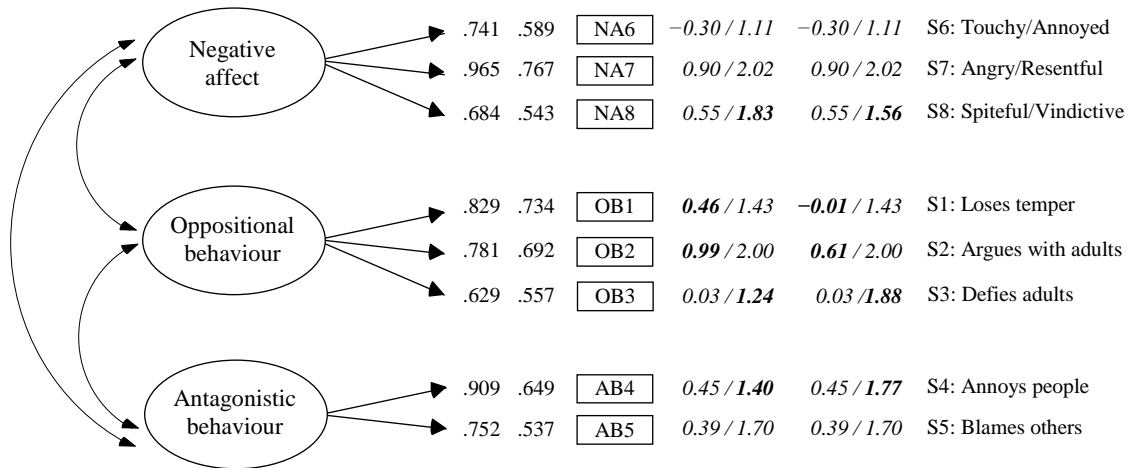 Negative
affect
.741 .589 NA6 −0.30 / 1.11 −0.30 / 1.11 S6: Touchy/Annoyed
.965 .767 NA7 0.90 / 2.02 0.90 / 2.02 S7: Angry/Resentful
.684 .543 NA8 0.55 / 1.83 0.55 / 1.56 S8: Spiteful/Vindictive
Oppositional
behaviour
.829 .734 OB1 0.46 / 1.43 −0.01 / 1.43 S1: Loses temper
.781 .692 OB2 0.99 / 2.00 0.61 / 2.00 S2: Argues with adults
.629 .557 OB3 0.03 / 1.24 0.03 /1.88 S3: Defies adults
Antagonistic
behaviour
.909 .649 AB4 0.45 / 1.40 0.45 / 1.77 S4: Annoys people
.752 .537 AB5 0.39 / 1.70 0.39 / 1.70 S5: Blames others